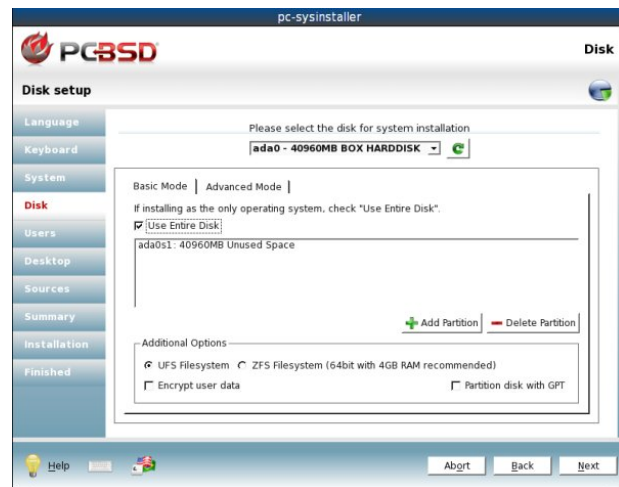 pc-sysinstaller
PCBSD
Disk
Disk setup
Language
Keyboard
System
Disk
Users
Desktop
Sources
Summary
Installation
Finished
Please select the disk for system installation
ada0 - 40960MB BOX HARDDISK
Basic Mode
Advanced Mode
If installing as the only operating system, check "Use Entire Disk".
Use Entire Disk
ada0s1: 40960MB Unused Space
Add Partition
Delete Partition
Additional Options
UFS Filesystem
ZFS Filesystem (64bit with 4GB RAM recommended)
Encrypt user data
Partition disk with GPT
Help
Abort
Back
Next